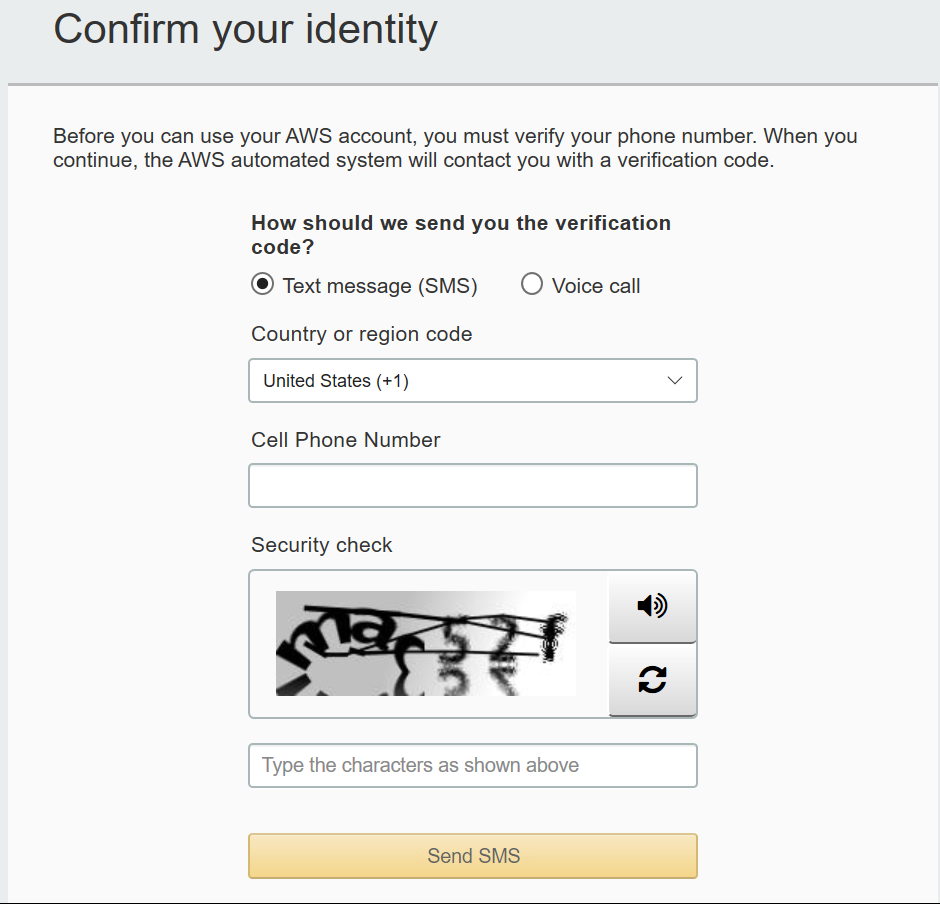 Confirm your identity
Before you can use your AWS account, you must verify your phone number. When you
continue, the AWS automated system will contact you with a verification code.
How should we send you the verification
code?
Text message (SMS) Voice call
Country or region code
United States (+1)
Cell Phone Number
Security check
Type the characters as shown above
Send SMS